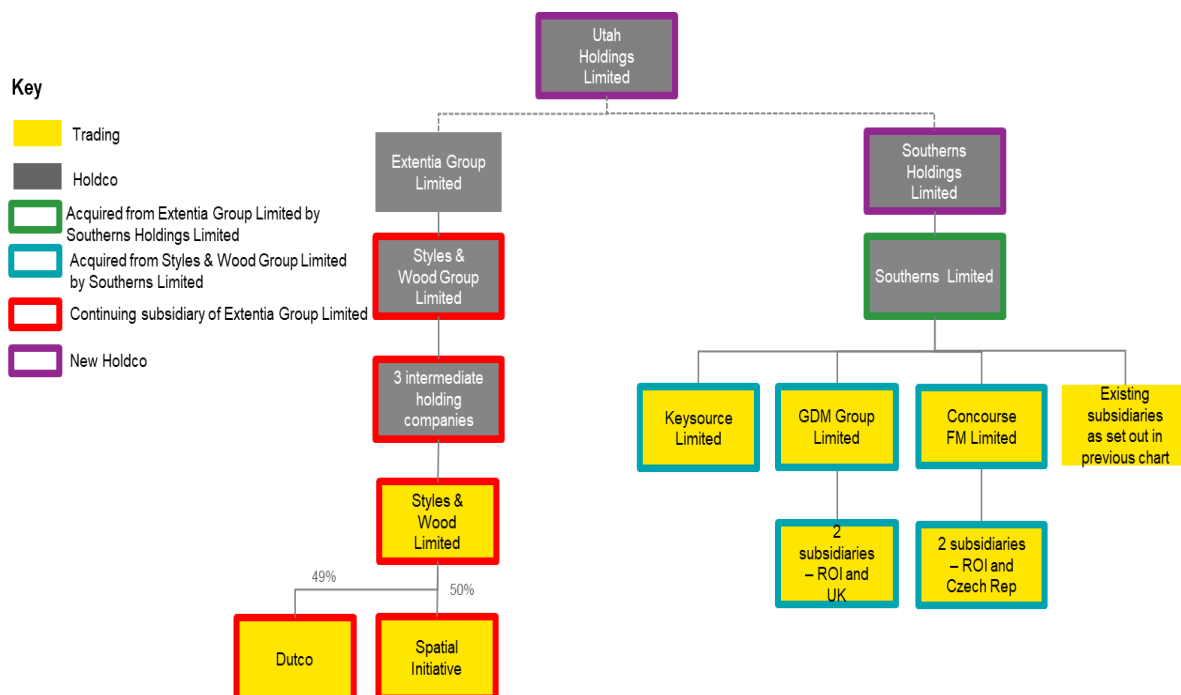 Utah
Holdings
Limited
Key
Trading
Holdco
Acquired from Extentia Group Limited by
Southerns Holdings Limited
Acquired from Styles & Wood Group Limited
by Southerns Limited
Continuing subsidiary of Extentia Group Limited
New Holdco
Extentia Group
Limited
Styles &
Wood Group
Limited
3 intermediate
holding
companies
Styles &
Wood
Limited
49%
50%
Dutco
Spatial
Initiative
Southerns
Holdings
Limited
Southerns Limited
Keysource
Limited
GDM Group
Limited
Concourse
FM Limited
Existing
subsidiaries
as set out in
previous chart
2
subsidiaries
– ROI and
UK
2 subsidiaries
– ROI and
Czech Rep